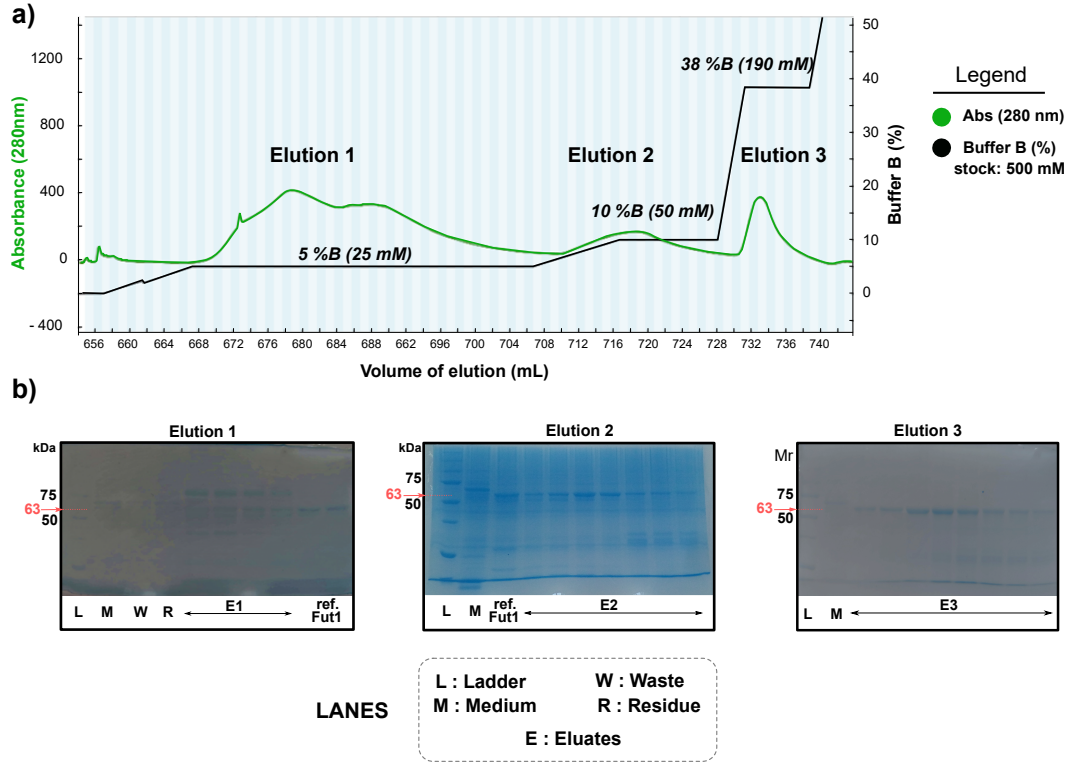 a)
1200
800
400
0
- 400
Absorbance (280nm)
50
40
30
20
10
0
Buffer B (%)
38 %B (190 mM)
Elution 1
Elution 2
Elution 3
10 %B (50 mM)
5 %B (25 mM)
656 660 664 668 672 676 680 684 688 692 696 700 704 708 712 716 720 724 728 732 736 740
Volume of elution (mL)
Legend
Abs (280 nm)
Buffer B (%)
stock: 500 mM
b)
Elution 1
kDa
75
63
50
L M W R E1 ref.
Fut1
Elution 2
kDa
75
63
50
L M ref.
Fut1
E2
Elution 3
Mr
75
63
50
L M E3
LANES
L : Ladder W : Waste
M : Medium R : Residue
E : Eluates